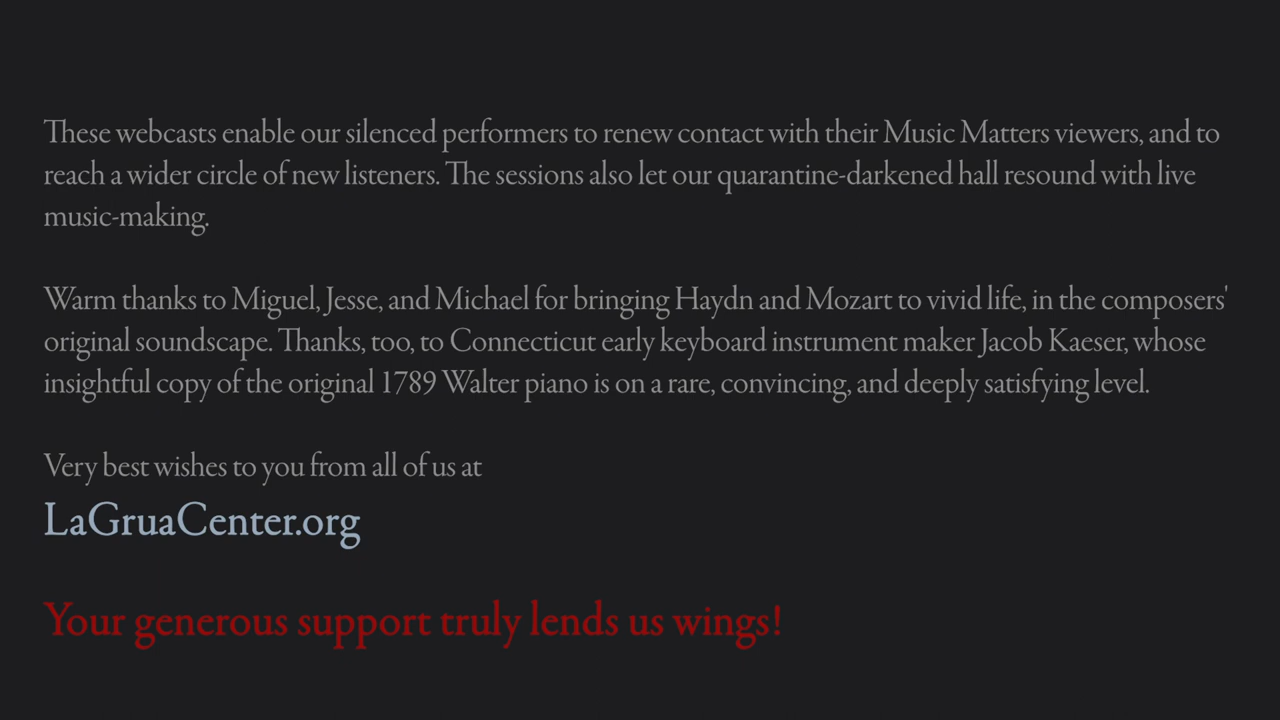 These webcasts enable our silenced performers to renew contact with their Music Matters viewers, and to
reach a wider circle of new listeners. The sessions also let our quarantine-darkened hall resound with live
music-making.
Warm thanks to Miguel, Jesse, and Michael for bringing Haydn and Mozart to vivid life, in the composers'
original soundscape. Thanks, too, to Connecticut early keyboard instrument maker Jacob Kaeser, whose
insightful copy of the original 1789 Walter piano is on a rare, convincing, and deeply satisfying level.
Very best wishes to you from all of us at
LaGruaCenter.org
Your generous support truly lends us wings!